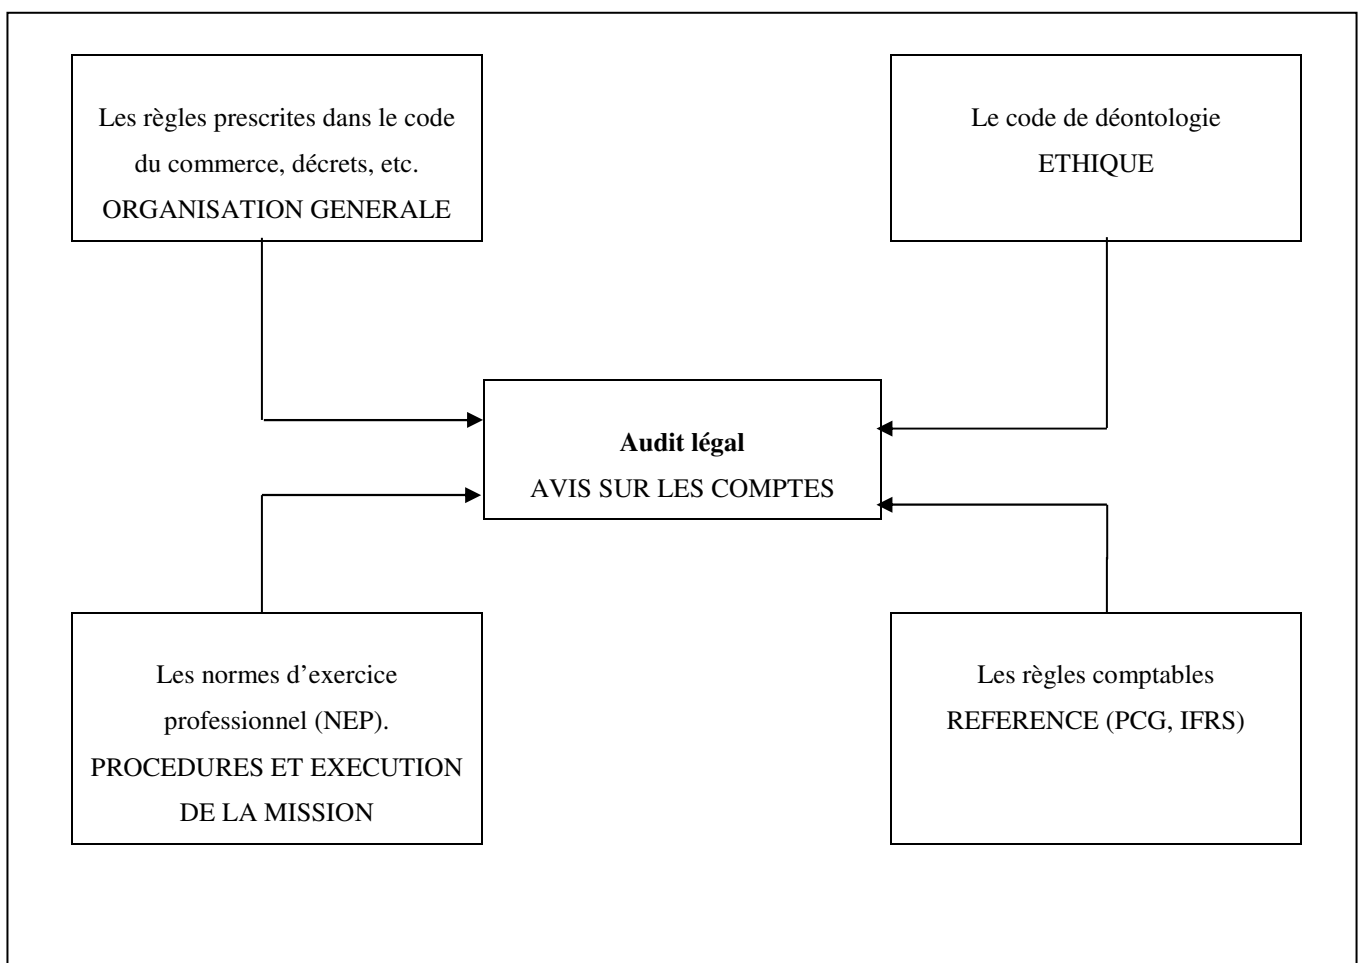 Les règles prescrites dans le code
du commerce, décrets, etc.
ORGANISATION GENERALE
Le code de déontologie
ETHIQUE
Audit légal
AVIS SUR LES COMPTES
Les normes d’exercice
professionnel (NEP).
PROCEDURES ET EXECUTION
DE LA MISSION
Les règles comptables
REFERENCE (PCG, IFRS)